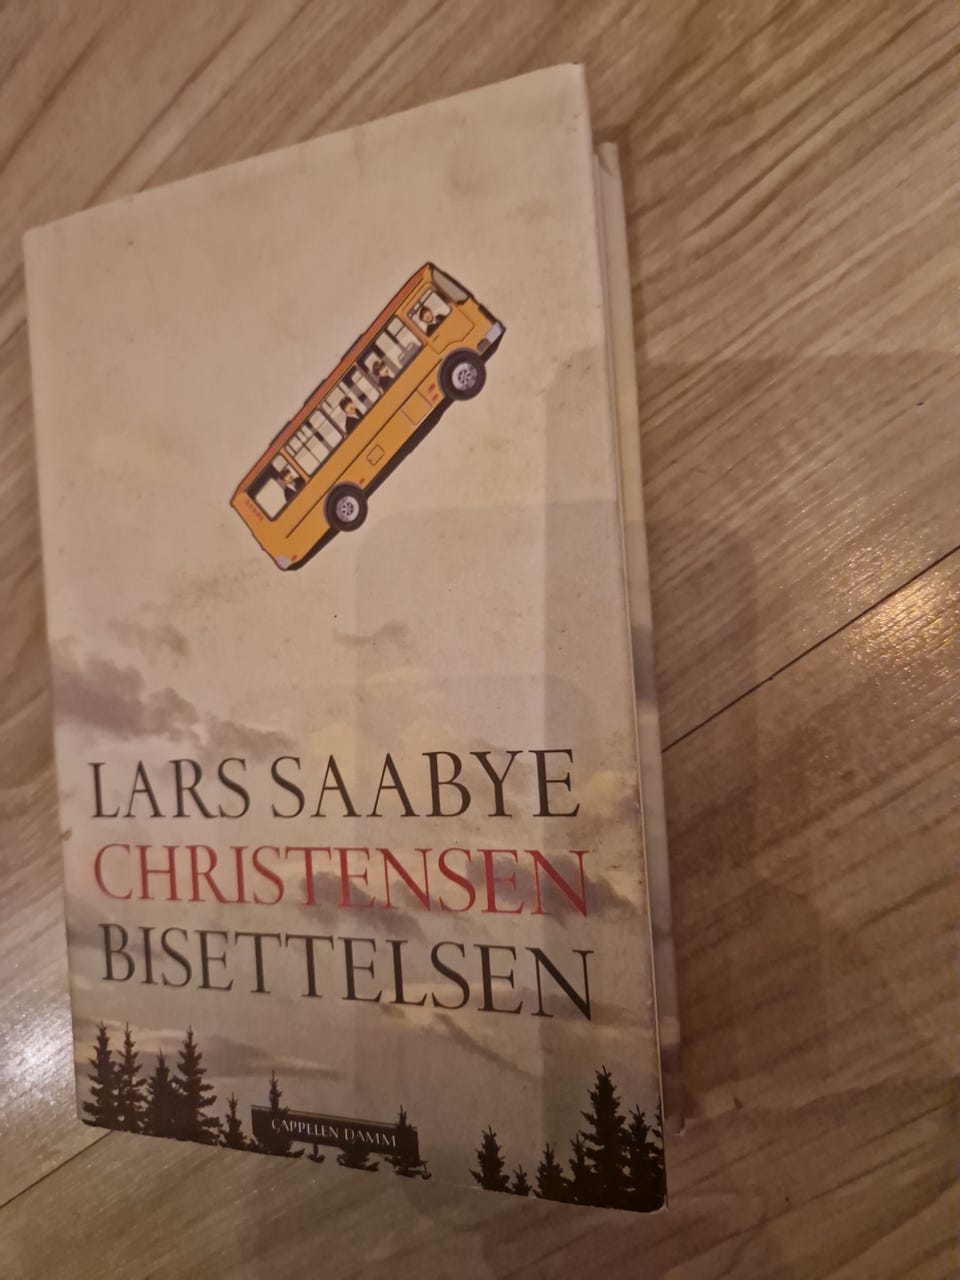 LARS SAABYE
CHRISTENSEN
BISETTELSEN
CAPPELEN DAMM